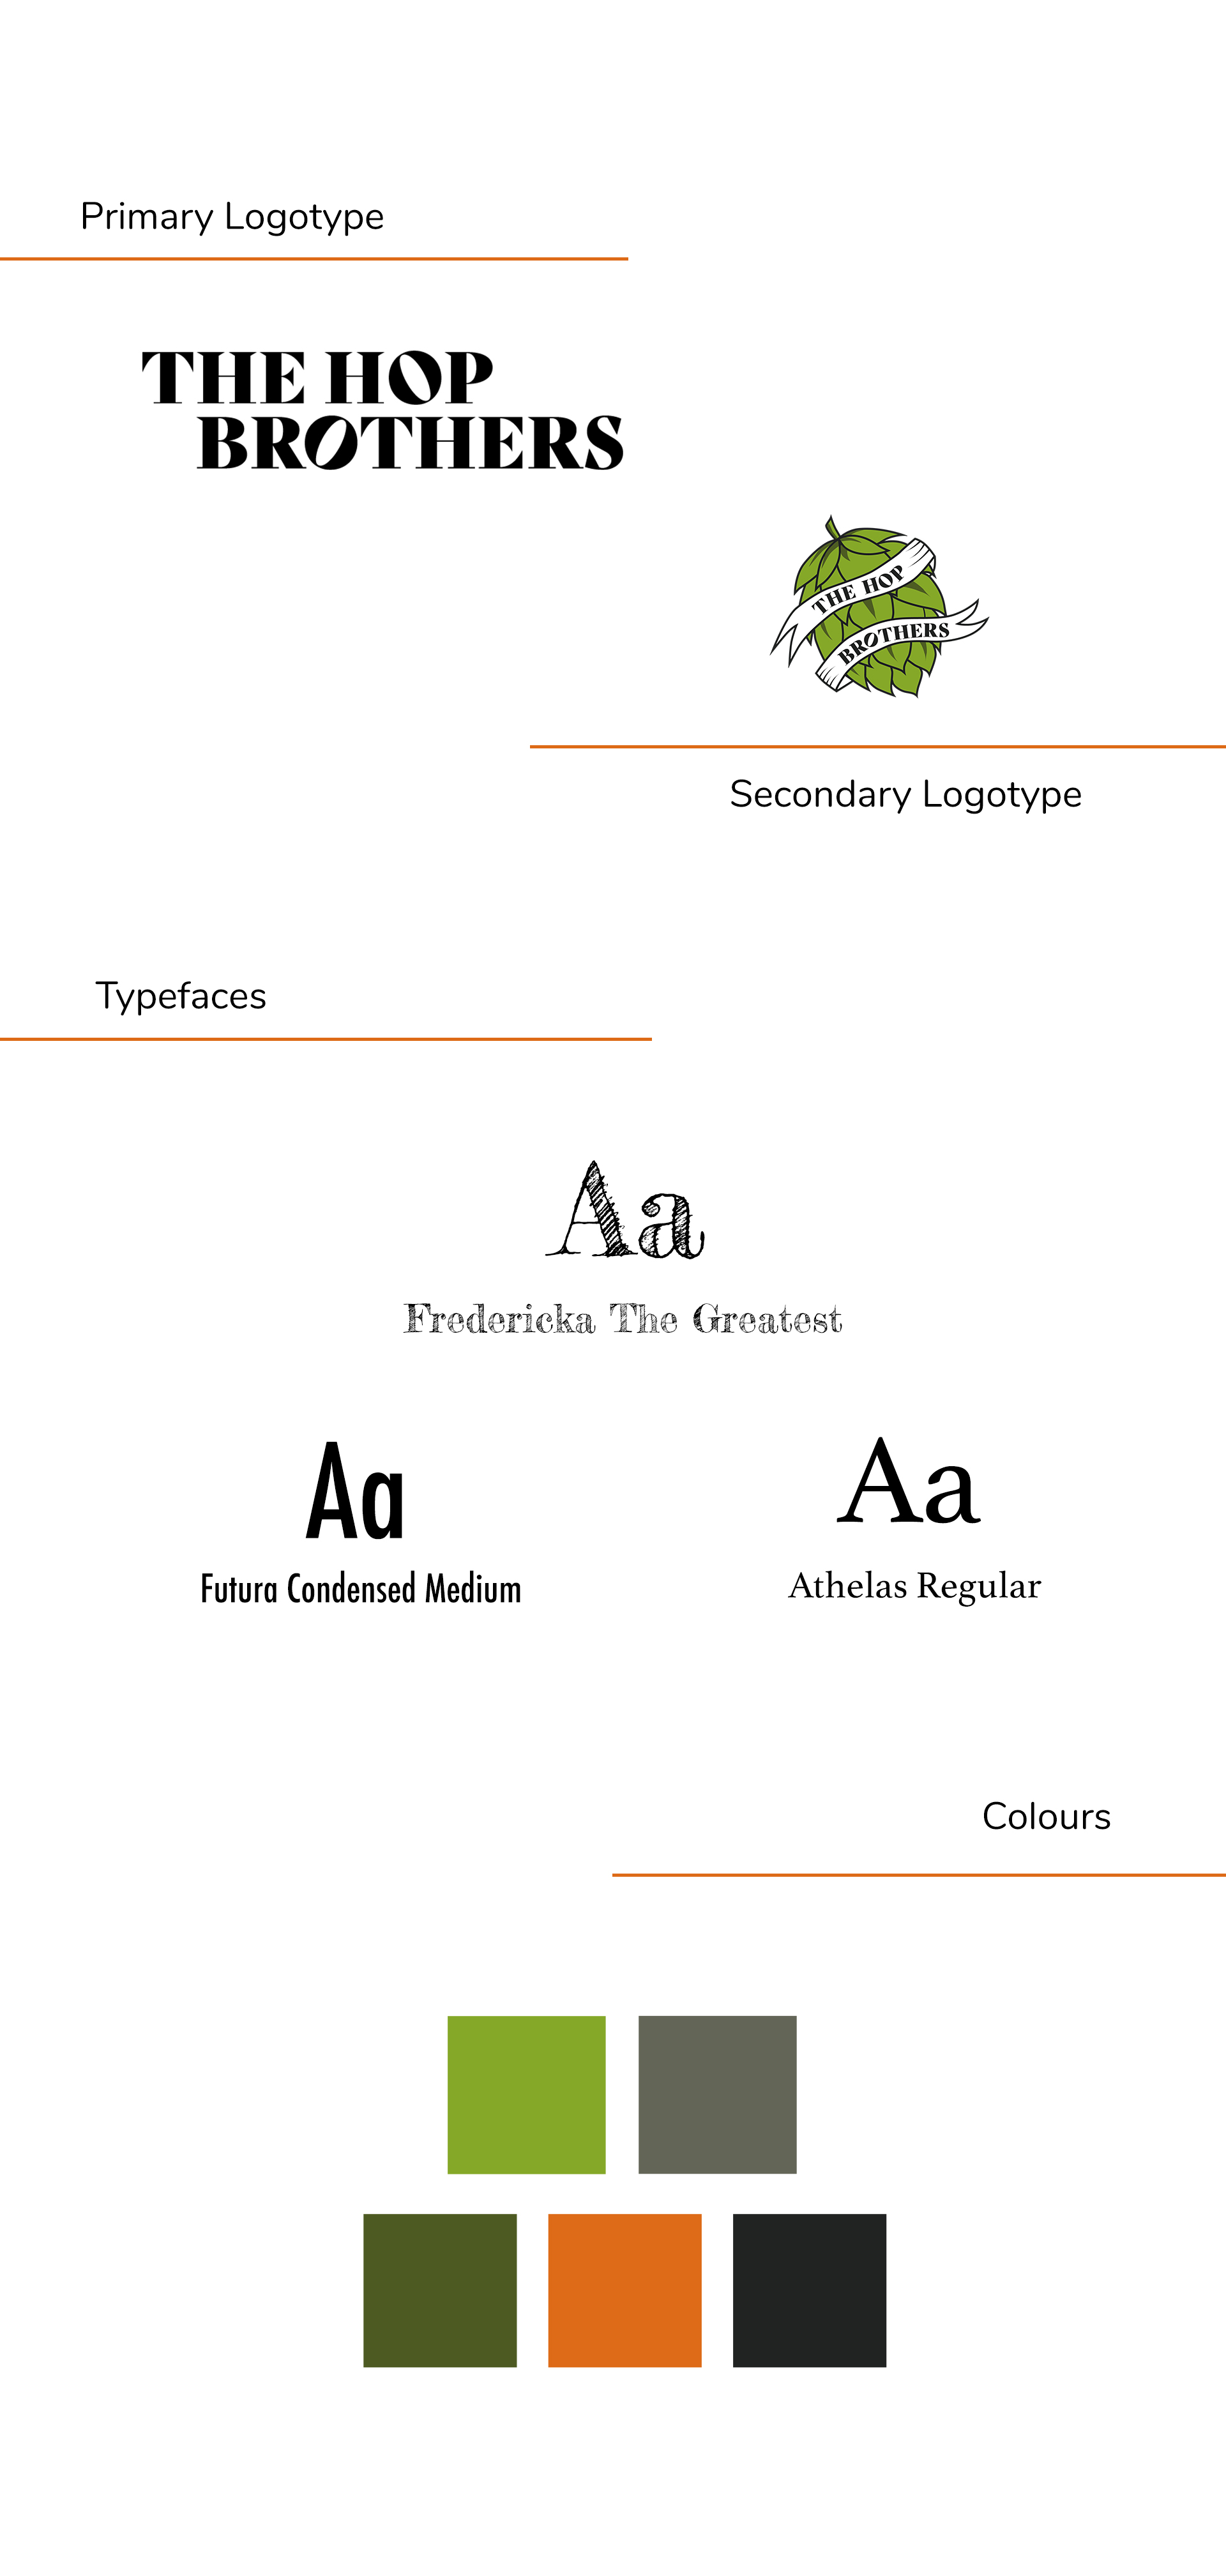 Primary Logotype
THE HOP
BROTHERS
THE HOP
BROTHERS
Secondary Logotype
Typefaces
Aa
Fredericka The Greatest
Aa
Futura Condensed Medium
Aa
Athelas Regular
Colours